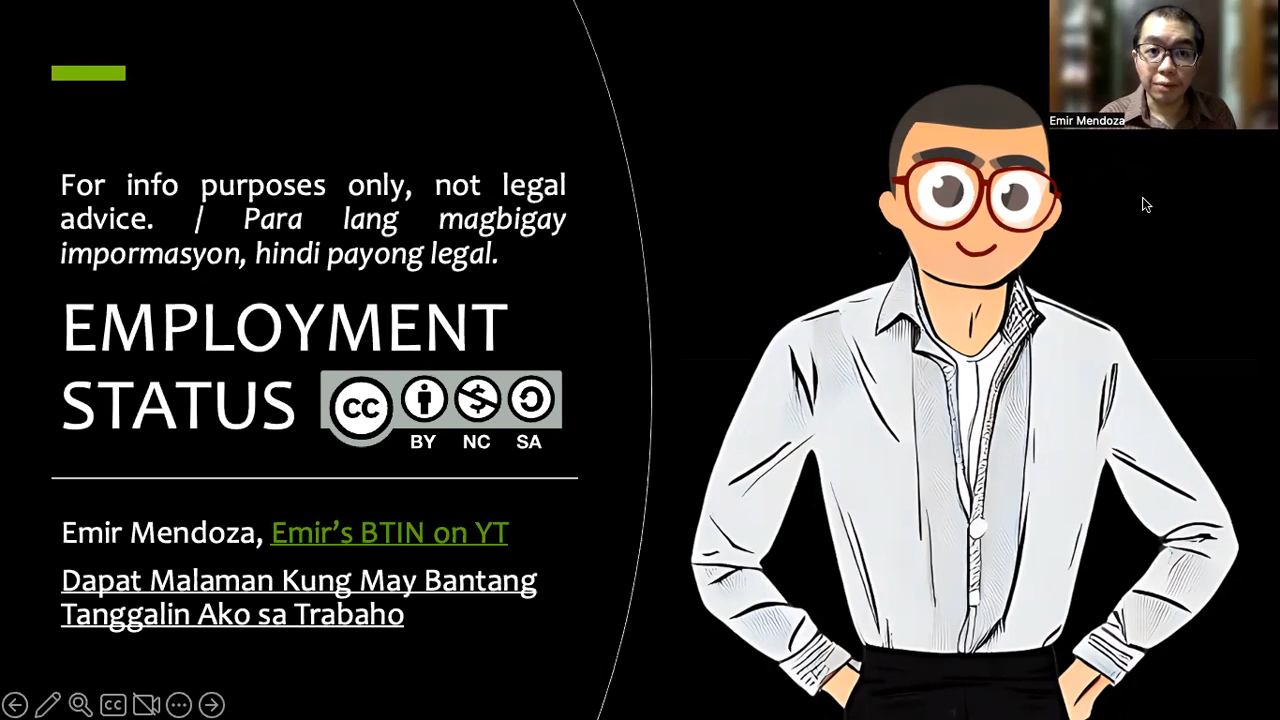 For info purposes only, not legal
advice. / Para lang magbigay
impormasyon, hindi payong legal.
EMPLOYMENT
STATUS
CC
BY NC SA
Emir Mendoza, Emir’s BTIN on YT
Dapat Malaman Kung May Bantang
Tanggalin Ako sa Trabaho
Emir Mendoza
CC